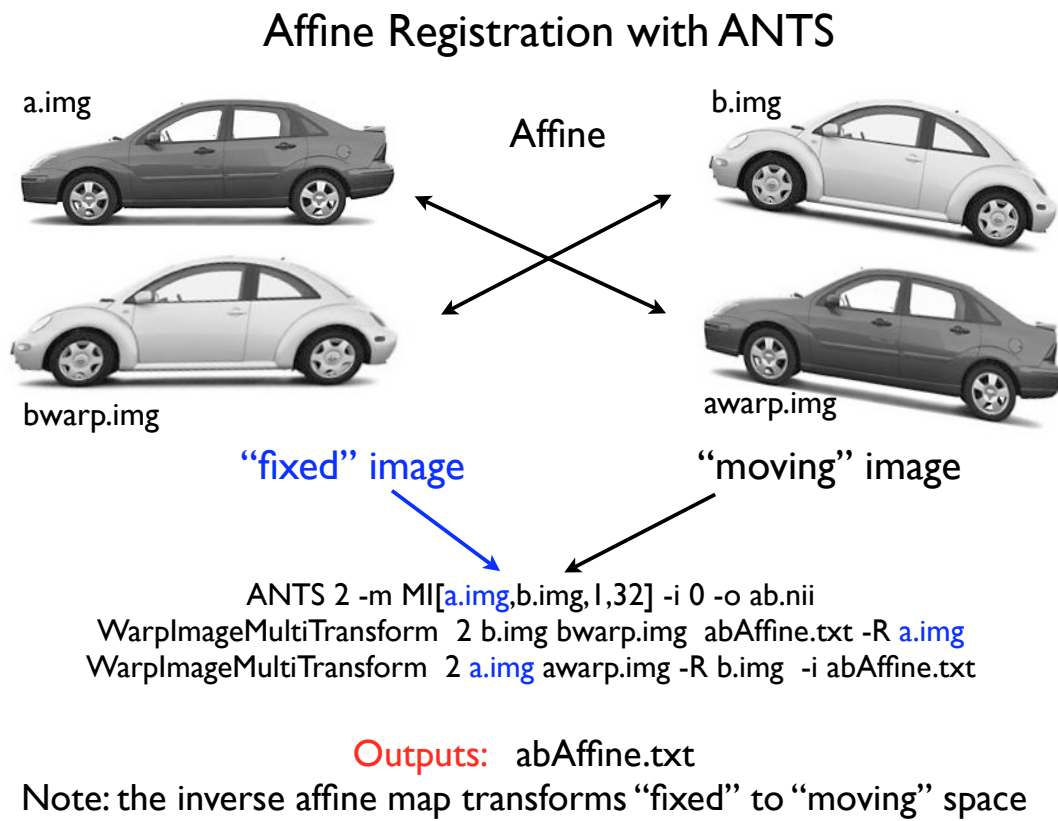 Affine Registration with ANTS
a.img
b.img
Affine
bwarp.img
awarp.img
“fixed” image
“moving” image
ANTS 2 -m MI[a.img,b.img,1,32] -i 0 -o ab.nii
WarpImageMultiTransform 2 b.img bwarp.img abAffine.txt -R a.img
WarpImageMultiTransform 2 a.img awarp.img -R b.img -i abAffine.txt
Outputs: abAffine.txt
Note: the inverse affine map transforms “fixed” to “moving” space